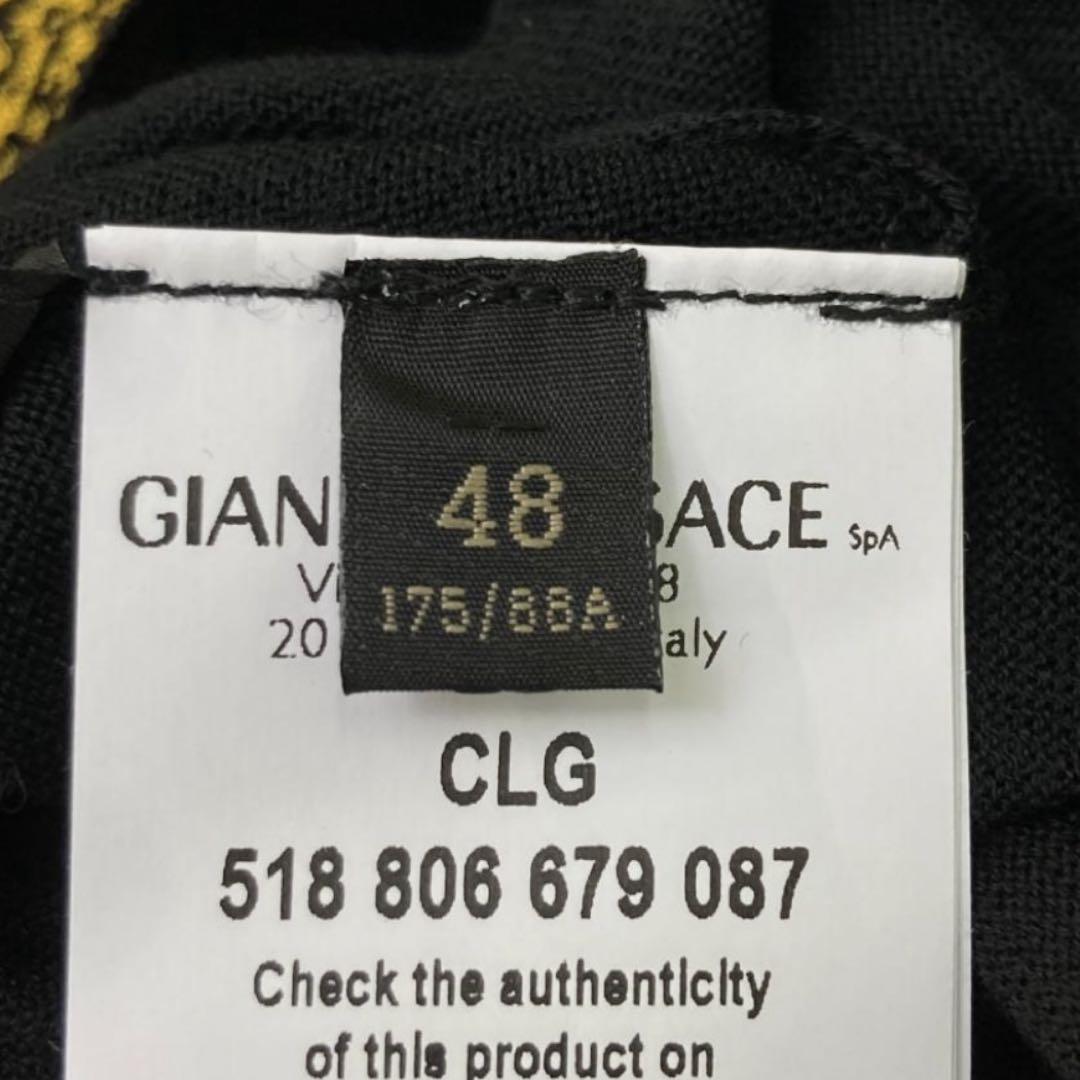 48
175/88A
GIAN ACE SpA
8
20 aly
CLG
518 806 679 087
Check the authenticity
of this product on